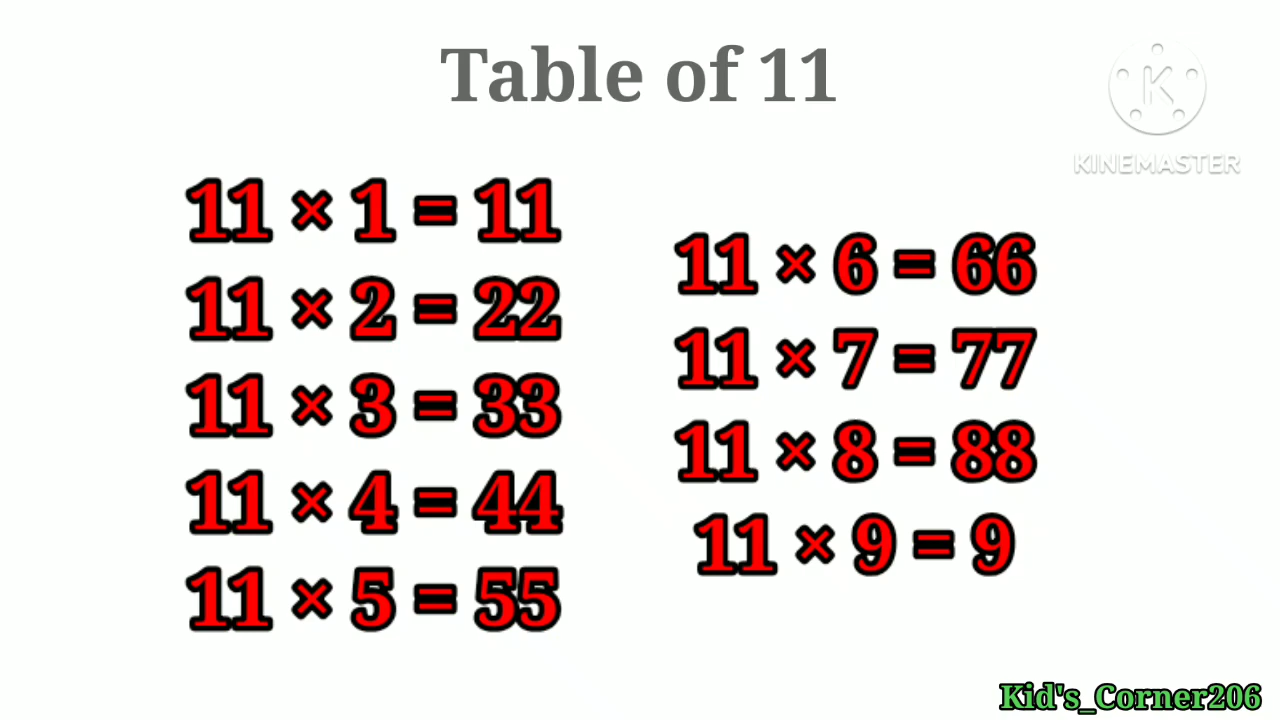 Table of 11
KINEMASTER
11 × 1 = 11
11 × 2 = 22
11 × 3 = 33
11 × 4 = 44
11 × 5 = 55
11 × 6 = 66
11 × 7 = 77
11 × 8 = 88
11 × 9 = 9
Kid's_Corner206